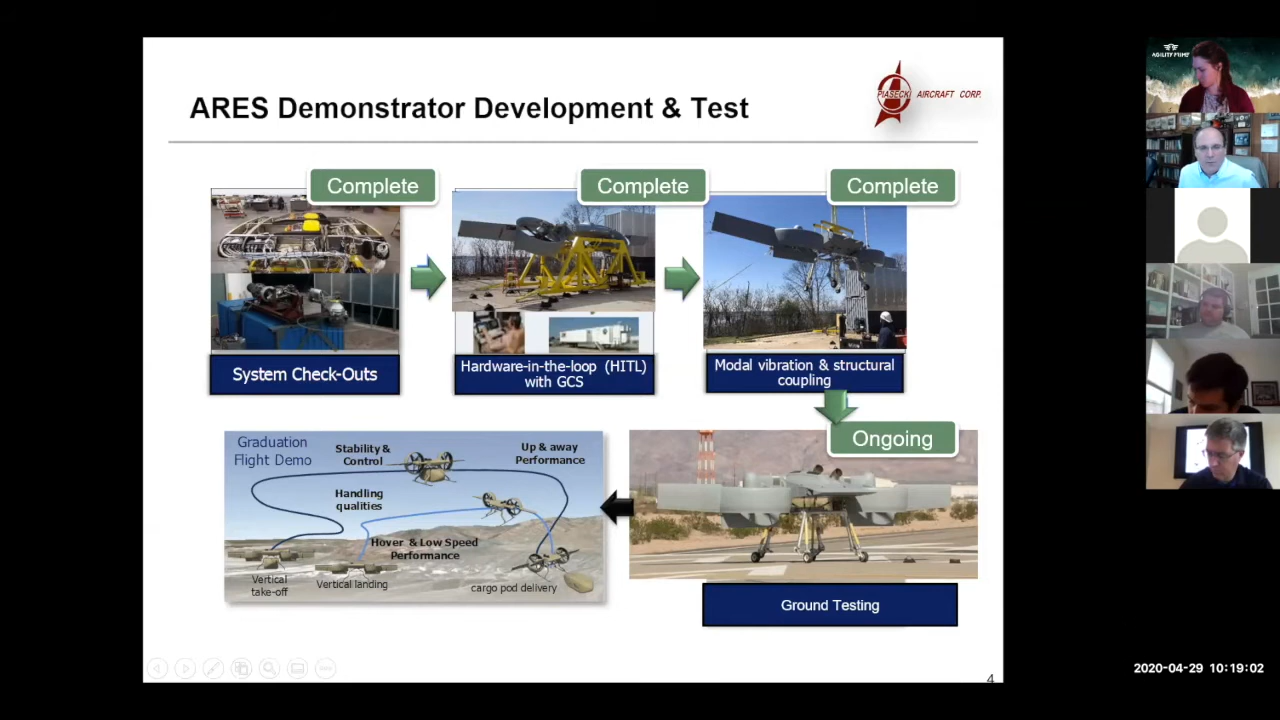 ARES Demonstrator Development & Test
PIASECKI AIRCRAFT CORP.
AGILITY PRIME
Complete
Complete
Complete
System Check-Outs
Hardware-in-the-loop (HITL)
with GCS
Modal vibration & structural
coupling
Ongoing
Graduation
Flight Demo
Stability &
Control
Up & away
Performance
Handling
qualities
Hover & Low Speed
Performance
Vertical
take-off
Vertical landing
cargo pod delivery
Ground Testing
2020-04-29 10:19:02
4